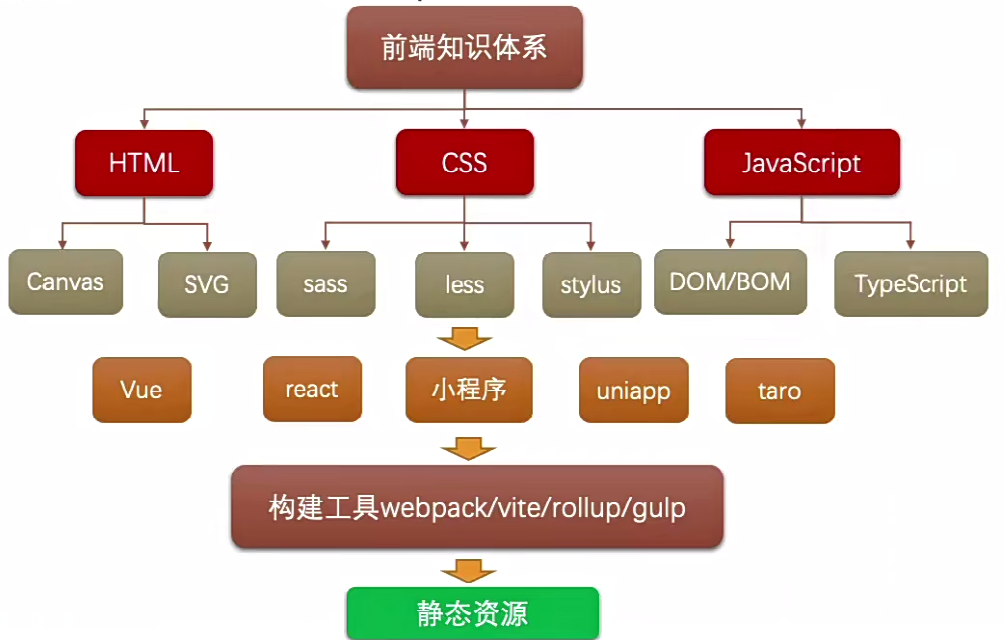 前端知识体系
HTML
CSS
JavaScript
Canvas
SVG
sass
less
stylus
DOM/BOM
TypeScript
Vue
react
小程序
uniapp
taro
构建工具webpack/vite/rollup/gulp
静态资源